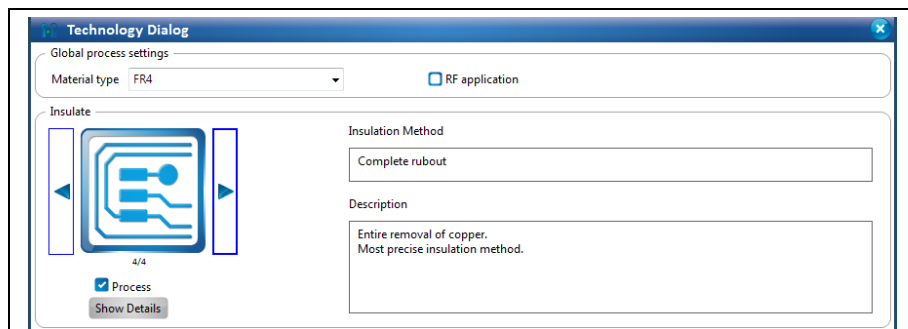 Technology Dialog
Global process settings
Material type FR4 RF application
Insulate
Insulation Method
Complete rubout
Description
Entire removal of copper.
Most precise insulation method.
4/4
Process
Show Details